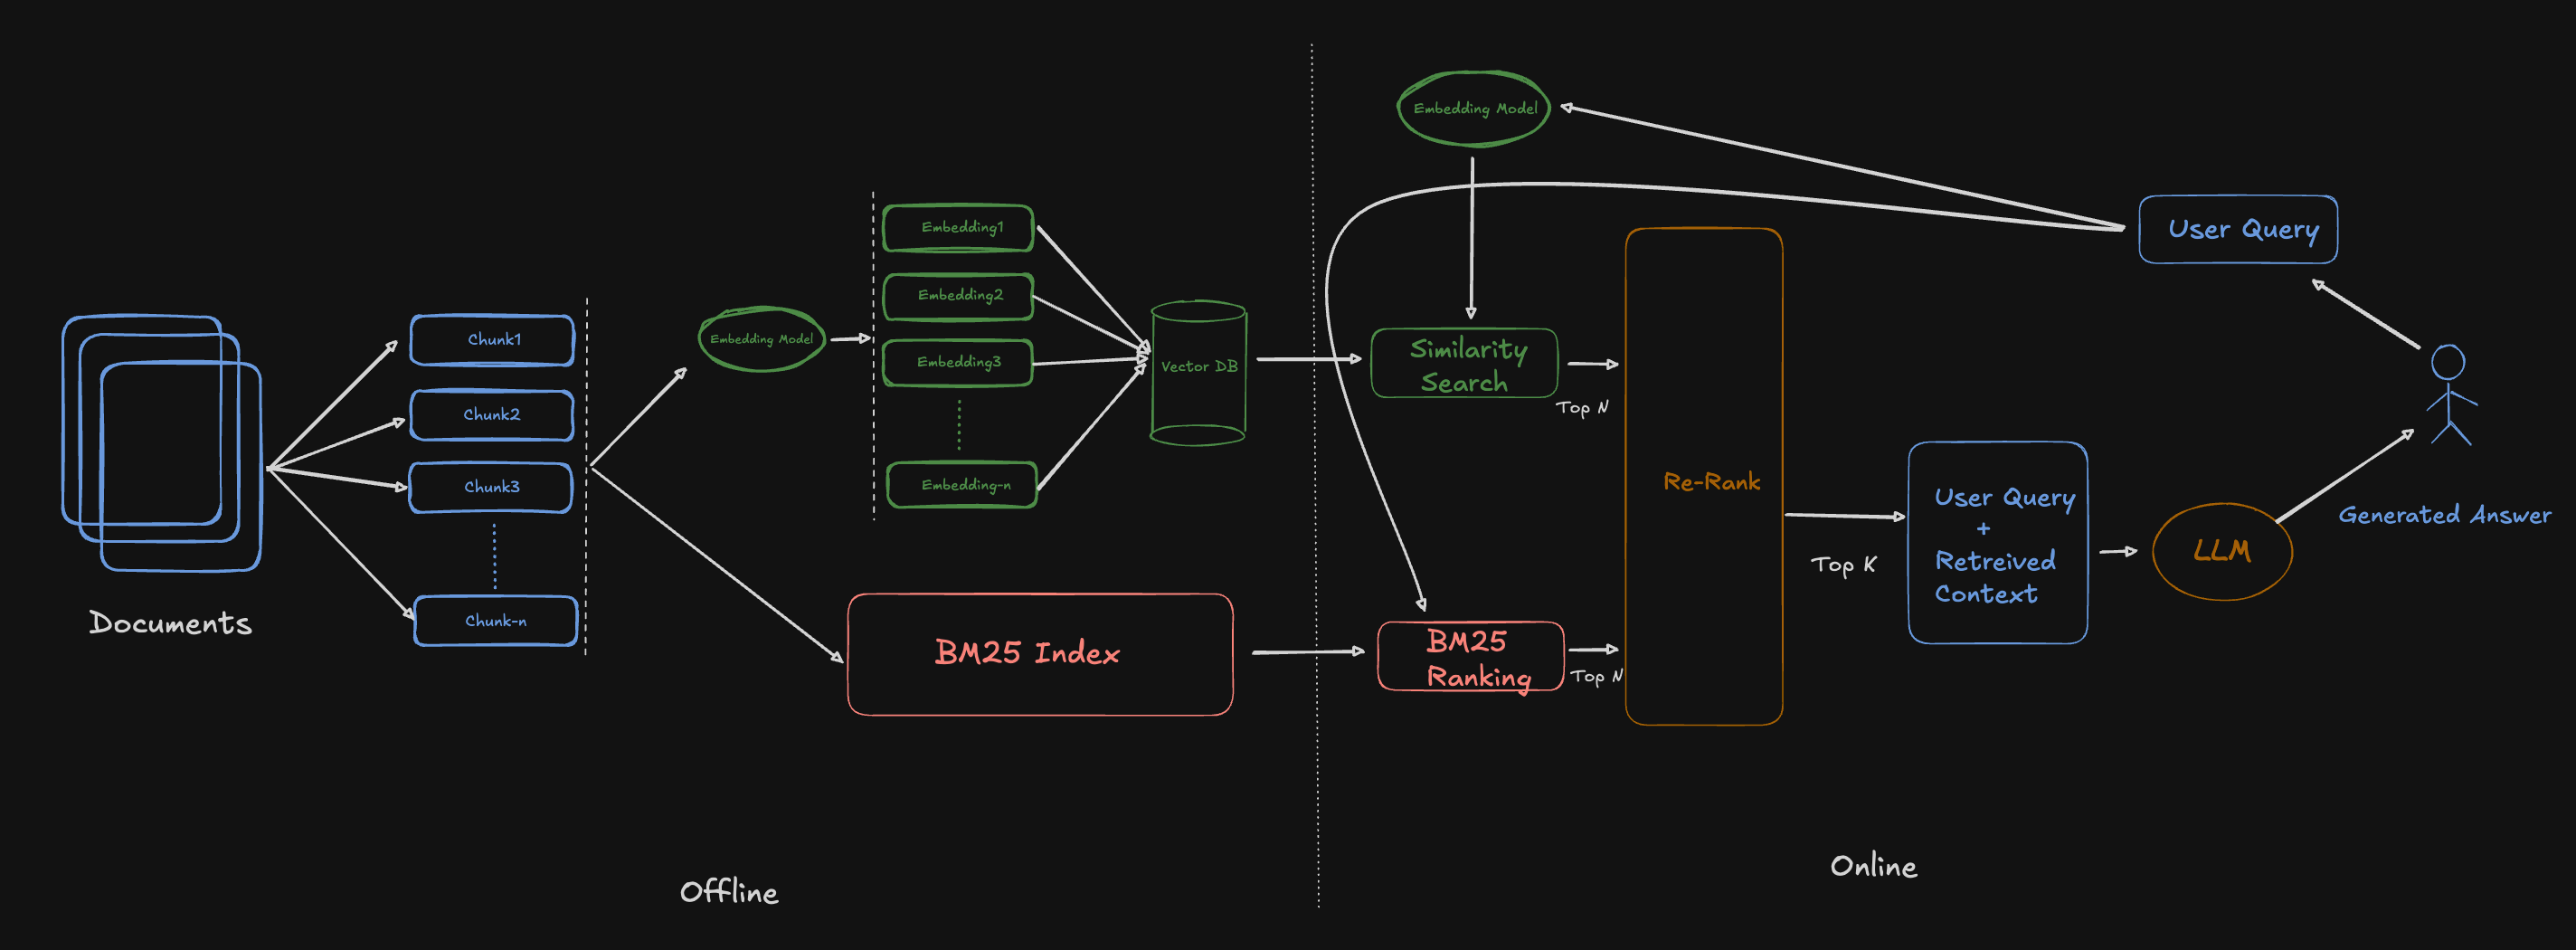 Documents
Chunk1
Chunk2
Chunk3
Chunk-n
Embedding Model
Embedding1
Embedding2
Embedding3
Embedding-n
Vector DB
BM25 Index
Offline
Embedding Model
Similarity
Search
Top N
BM25
Ranking
Top N
Re-Rank
Top K
User Query
+
Retreived
Context
LLM
Generated Answer
User Query
Online